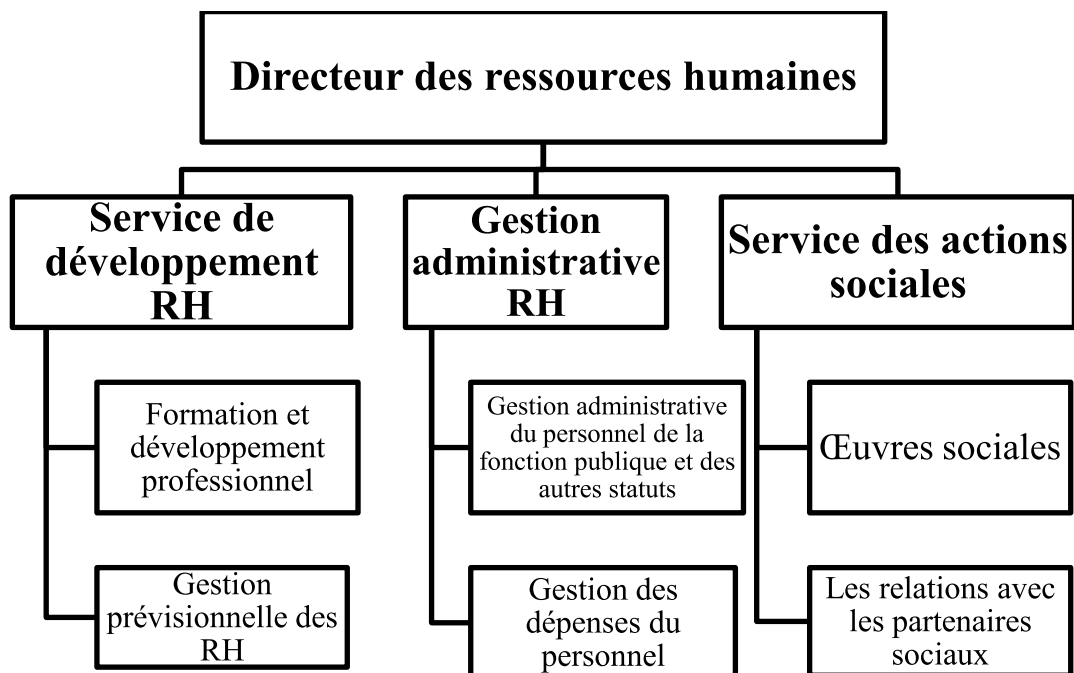 Directeur des ressources humaines
Service de
développement
RH
Gestion
administrative
RH
Service des actions
sociales
Formation et
développement
professionnel
Gestion administrative
du personnel de la
fonction publique et des
autres statuts
Œuvres sociales
Gestion
prévisionnelle des
RH
Gestion des
dépenses du
personnel
Les relations avec
les partenaires
sociaux